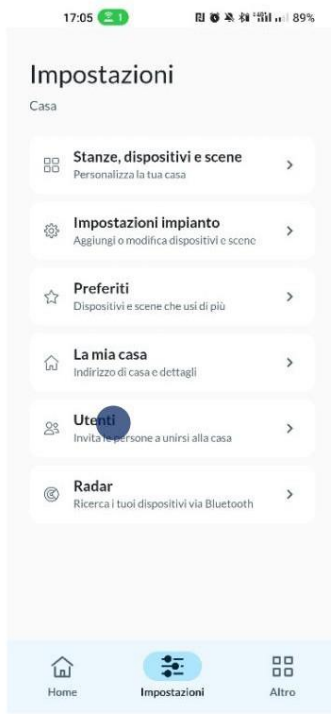 17:05 1 89%
Impostazioni
Casa
Stanze, dispositivi e scene
Personalizza la tua casa
Impostazioni impianto
Aggiungi o modifica dispositivi e scene
Preferiti
Dispositivi e scene che usi di più
La mia casa
Indirizzo di casa e dettagli
Utenti
Invita le persone a unirsi alla casa
Radar
Ricerca i tuoi dispositivi via Bluetooth
Home Impostazioni Altro